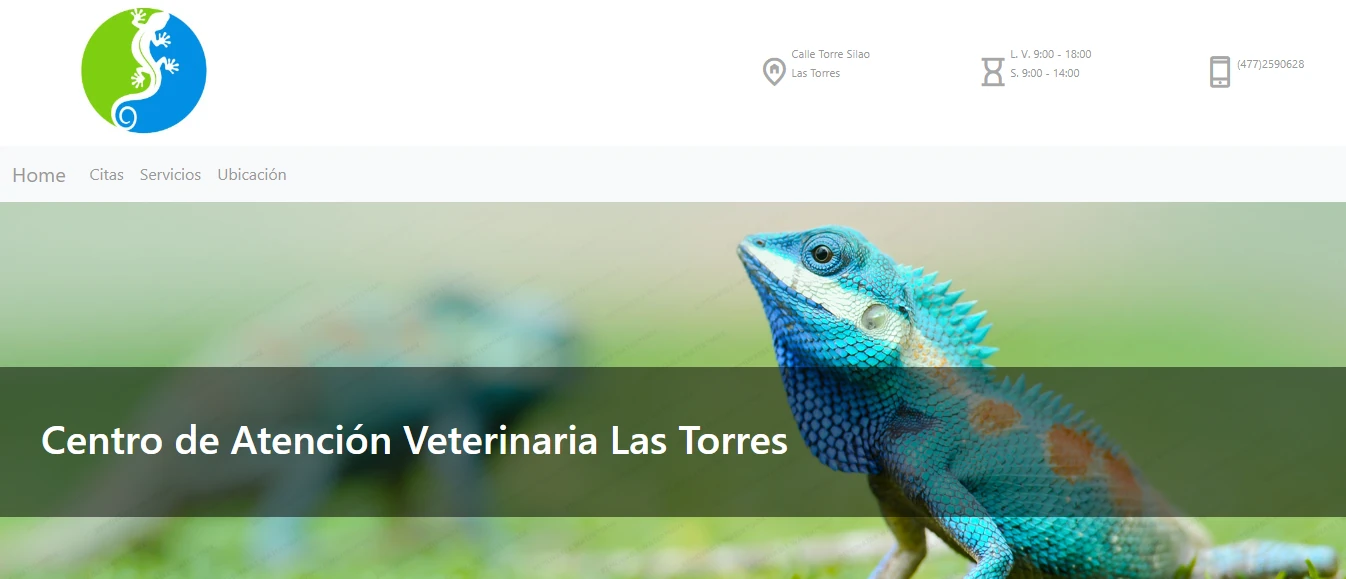 Calle Torre Silao
Las Torres
L. V. 9:00 - 18:00
S. 9:00 - 14:00
(477)2590628
Home Citas Servicios Ubicación
Centro de Atención Veterinaria Las Torres